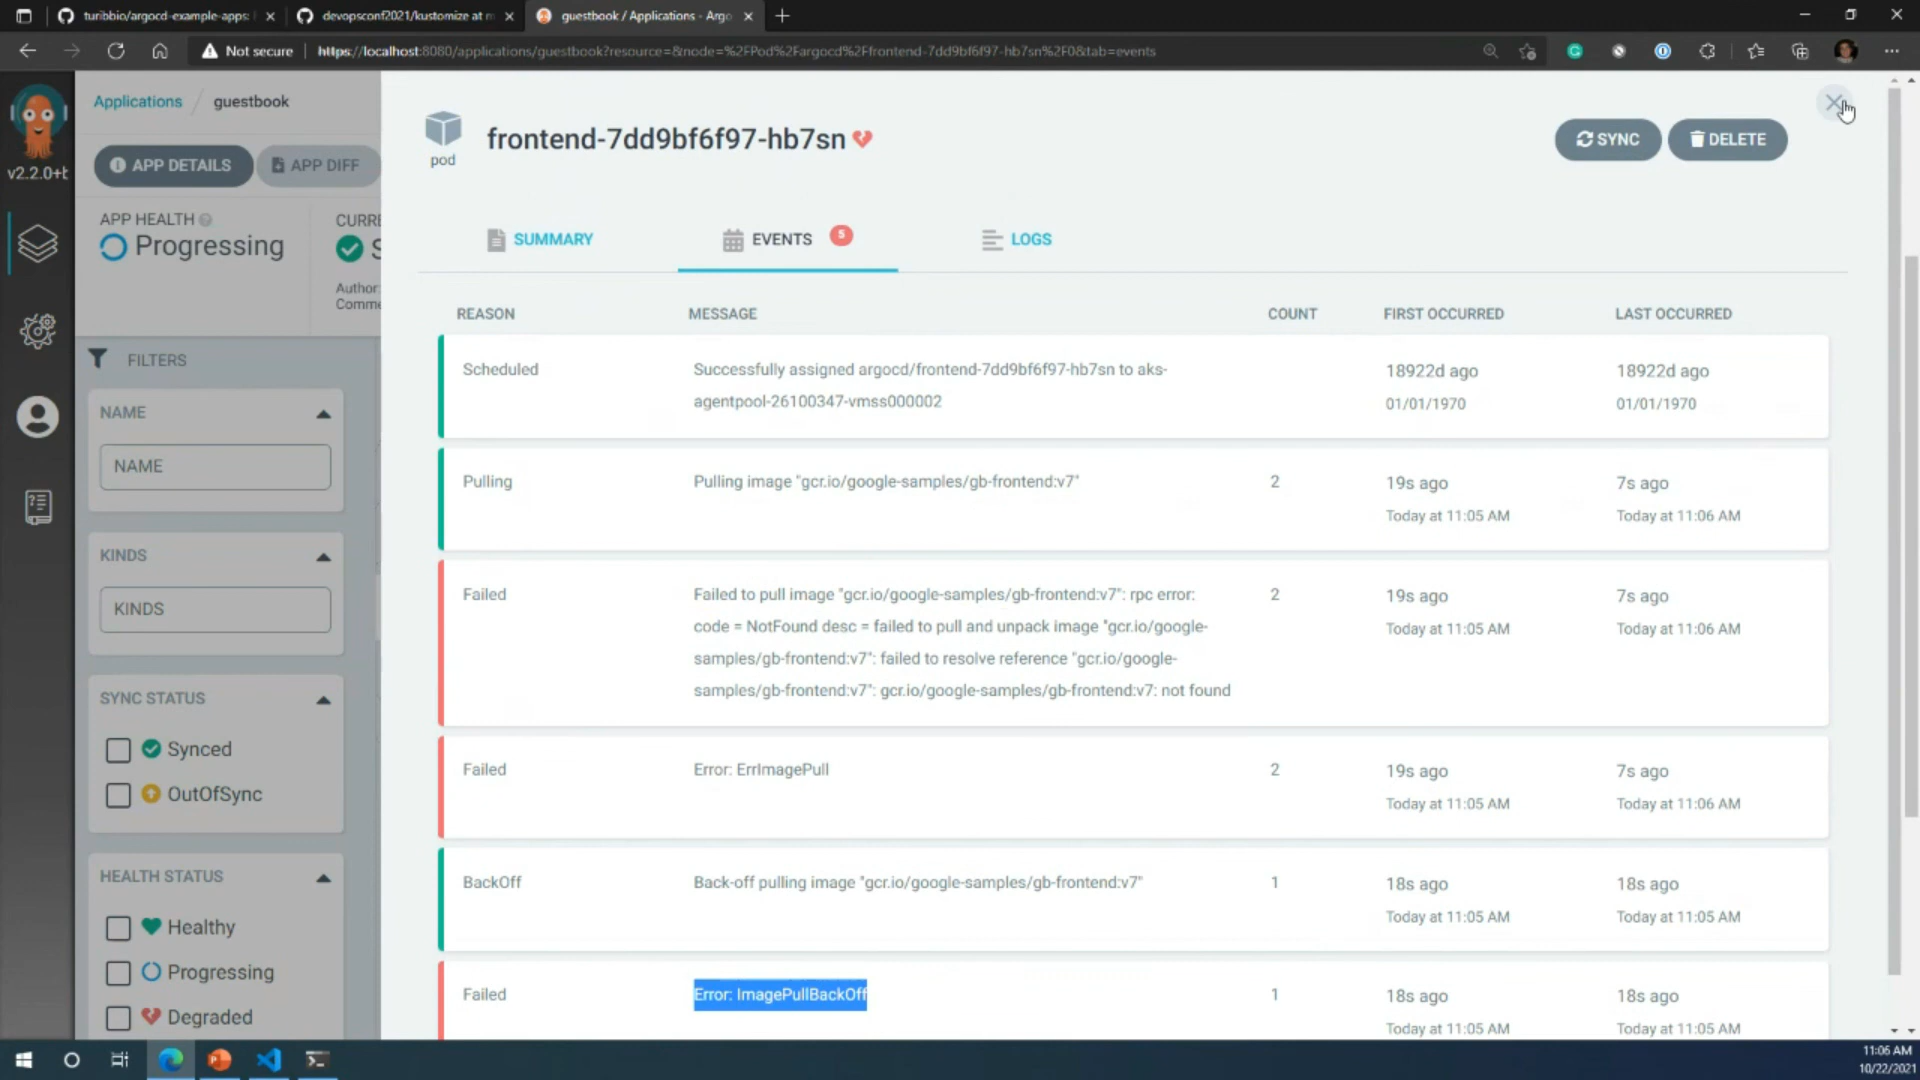 turibbio/argocd-example-apps:
devopsconf2021/kustomize at m
guestbook / Applications - Argo
Not secure
https://localhost:8080/applications/guestbook?resource=&node=%2FPod%2Fargocd%2Ffrontend-7dd9bf6f97-hb7sn%2F0&tab=events
v2.2.0+b
Applications / guestbook
APP DETAILS
APP DIFF
APP HEALTH
Progressing
CURRE
S
Author:
Comme
FILTERS
NAME
NAME
KINDS
KINDS
SYNC STATUS
Synced
OutOfSync
HEALTH STATUS
Healthy
Progressing
Degraded
pod
frontend-7dd9bf6f97-hb7sn
SYNC
DELETE
SUMMARY
EVENTS 5
LOGS
REASON MESSAGE COUNT FIRST OCCURRED LAST OCCURRED
Scheduled
Successfully assigned argocd/frontend-7dd9bf6f97-hb7sn to aks-
agentpool-26100347-vmss000002
18922d ago
01/01/1970
18922d ago
01/01/1970
Pulling
Pulling image "gcr.io/google-samples/gb-frontend:v7"
2
19s ago
Today at 11:05 AM
7s ago
Today at 11:06 AM
Failed
Failed to pull image "gcr.io/google-samples/gb-frontend:v7": rpc error:
code = NotFound desc = failed to pull and unpack image "gcr.io/google-
samples/gb-frontend:v7": failed to resolve reference "gcr.io/google-
samples/gb-frontend:v7": gcr.io/google-samples/gb-frontend:v7: not found
2
19s ago
Today at 11:05 AM
7s ago
Today at 11:06 AM
Failed
Error: ErrImagePull
2
19s ago
Today at 11:05 AM
7s ago
Today at 11:06 AM
BackOff
Back-off pulling image "gcr.io/google-samples/gb-frontend:v7"
1
18s ago
Today at 11:05 AM
18s ago
Today at 11:05 AM
Failed
Error: ImagePullBackOff
1
18s ago
Today at 11:05 AM
18s ago
Today at 11:05 AM
11:06 AM
10/22/2021